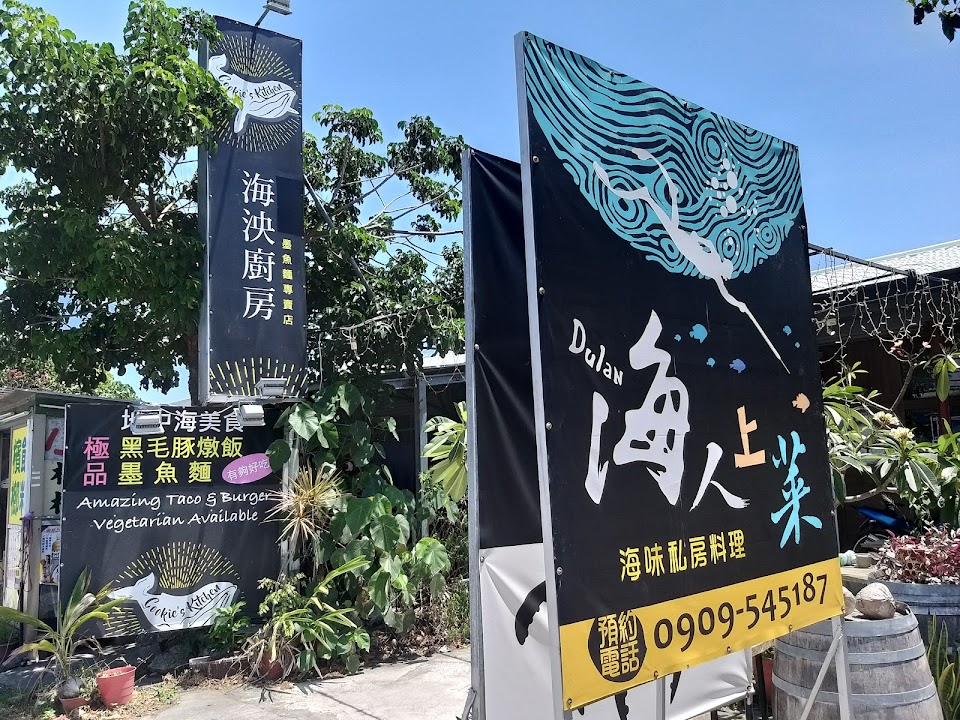 Cookie's Kitchen
海泱廚房
墨魚麵專賣店
地中海美食
極品
黑毛豚燉飯
墨魚麵
有夠好吃
Amazing Taco & Burger
Vegetarian Available
Cookie's Kitchen
Dulan
海人上菜
海味私房料理
預約電話
0909-545187